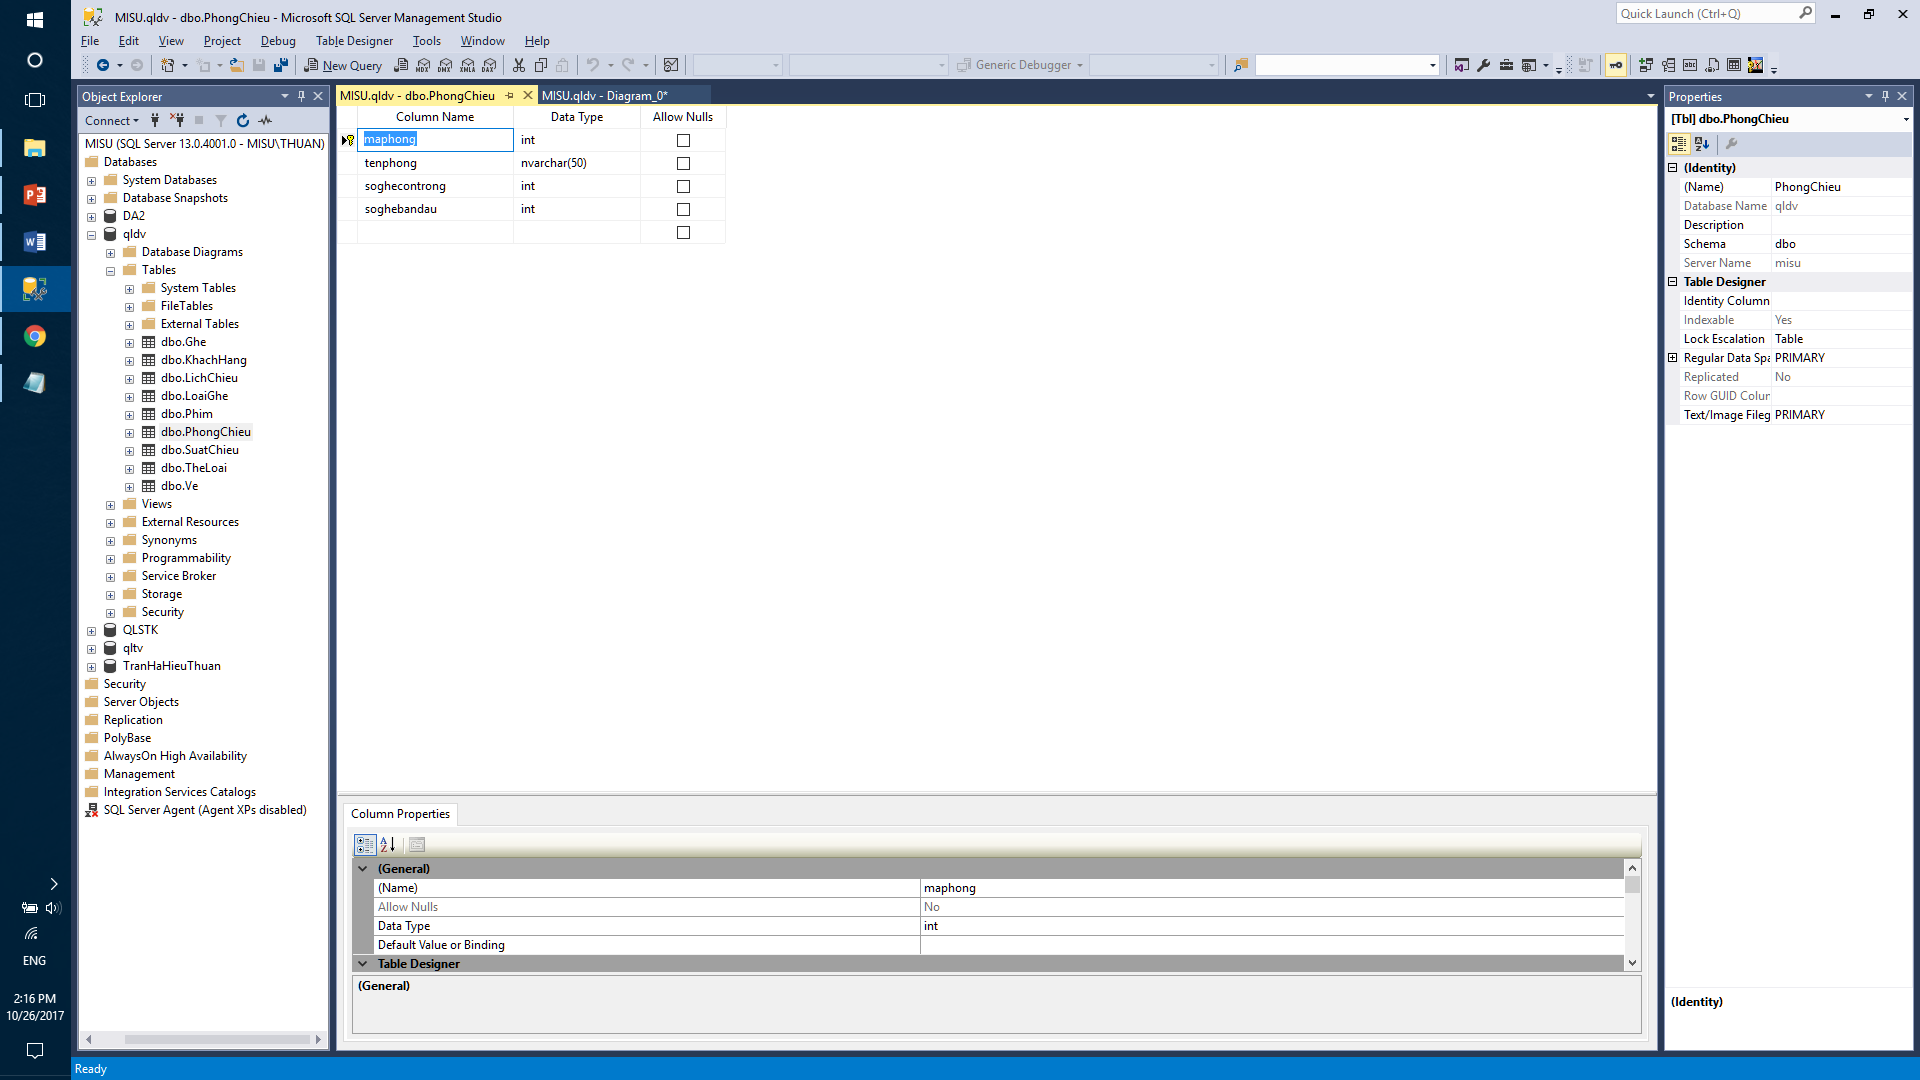 MISU.qldv - dbo.PhongChieu - Microsoft SQL Server Management Studio
Quick Launch (Ctrl+Q)
File Edit View Project Debug Table Designer Tools Window Help
New Query
MDX DMX XMLA DAX
Generic Debugger
Object Explorer
Connect
MISU (SQL Server 13.0.4001.0 - MISU\THUAN)
Databases
System Databases
Database Snapshots
DA2
qldv
Database Diagrams
Tables
System Tables
FileTables
External Tables
dbo.Ghe
dbo.KhachHang
dbo.LichChieu
dbo.LoaiGhe
dbo.Phim
dbo.PhongChieu
dbo.SuatChieu
dbo.TheLoai
dbo.Ve
Views
External Resources
Synonyms
Programmability
Service Broker
Storage
Security
QLSTK
qltv
TranHaHieuThuan
Security
Server Objects
Replication
PolyBase
AlwaysOn High Availability
Management
Integration Services Catalogs
SQL Server Agent (Agent XPs disabled)
MISU.qldv - dbo.PhongChieu MISU.qldv - Diagram_0*
Column Name Data Type Allow Nulls
maphong int
tenphong nvarchar(50)
soghecontrong int
soghebandau int
Column Properties
(General)
(Name) maphong
Allow Nulls No
Data Type int
Default Value or Binding
Table Designer
(General)
Properties
[Tbl] dbo.PhongChieu
(Identity)
(Name) PhongChieu
Database Name qldv
Description
Schema dbo
Server Name misu
Table Designer
Identity Column
Indexable Yes
Lock Escalation Table
Regular Data Spa PRIMARY
Replicated No
Row GUID Colum
Text/Image Fileg PRIMARY
(Identity)
ENG
2:16 PM
10/26/2017
Ready